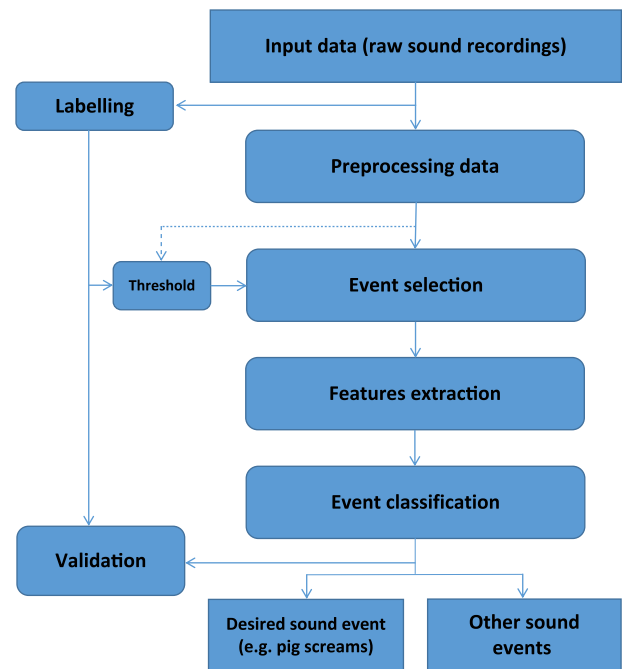 Input data (raw sound recordings)
Labelling
Preprocessing data
Threshold
Event selection
Features extraction
Event classification
Validation
Desired sound event
(e.g. pig screams)
Other sound
events